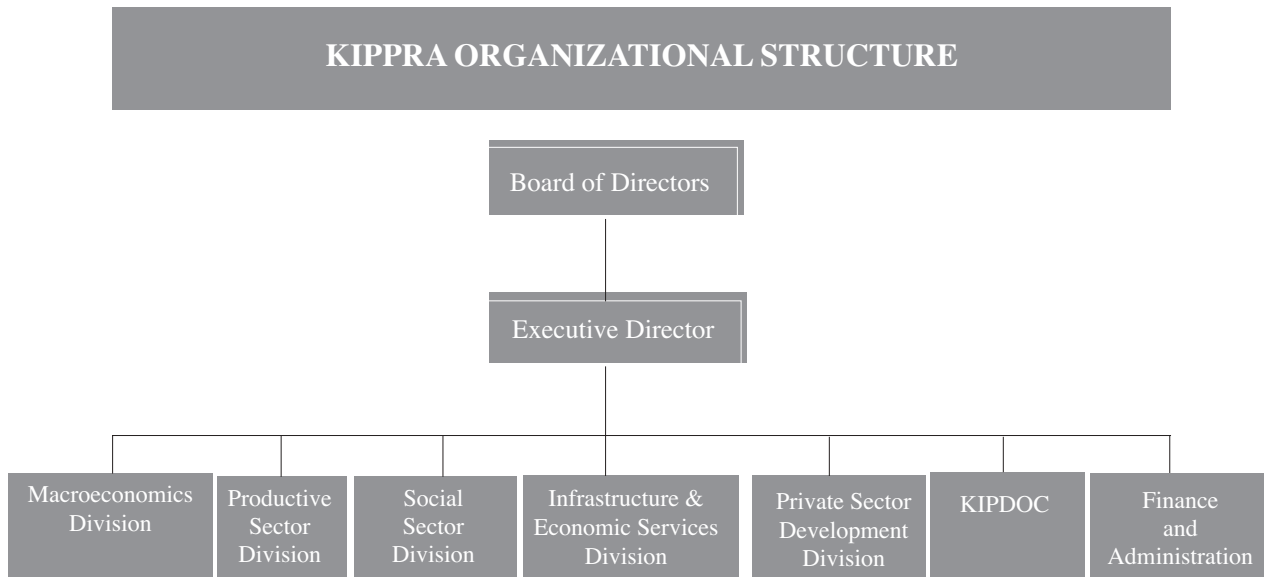 KIPPRA ORGANIZATIONAL STRUCTURE
Board of Directors
Executive Director
Macroeconomics
Division
Productive
Sector
Division
Social
Sector
Division
Infrastructure &
Economic Services
Division
Private Sector
Development
Division
KIPDOC
Finance
and
Administration